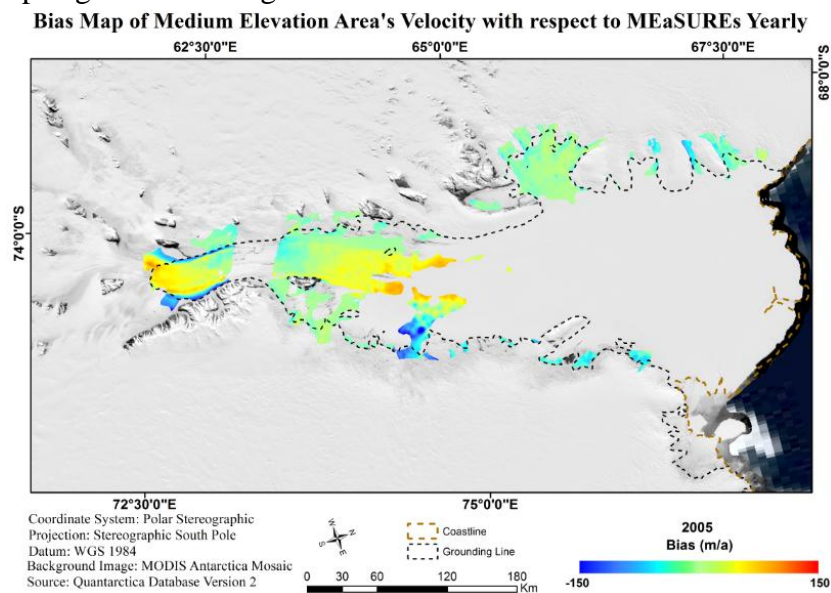 Bias Map of Medium Elevation Area's Velocity with respect to MEaSUREs Yearly
62°30'0"E 65°0'0"E 67°30'0"E
68°0'0"S
74°0'0"S
72°30'0"E 75°0'0"E
Coordinate System: Polar Stereographic
Projection: Stereographic South Pole
Datum: WGS 1984
Background Image: MODIS Antarctica Mosaic
Source: Quantarctica Database Version 2
W N
S E
0 30 60 120 180
Km
Coastline
Grounding Line
2005
Bias (m/a)
-150 150